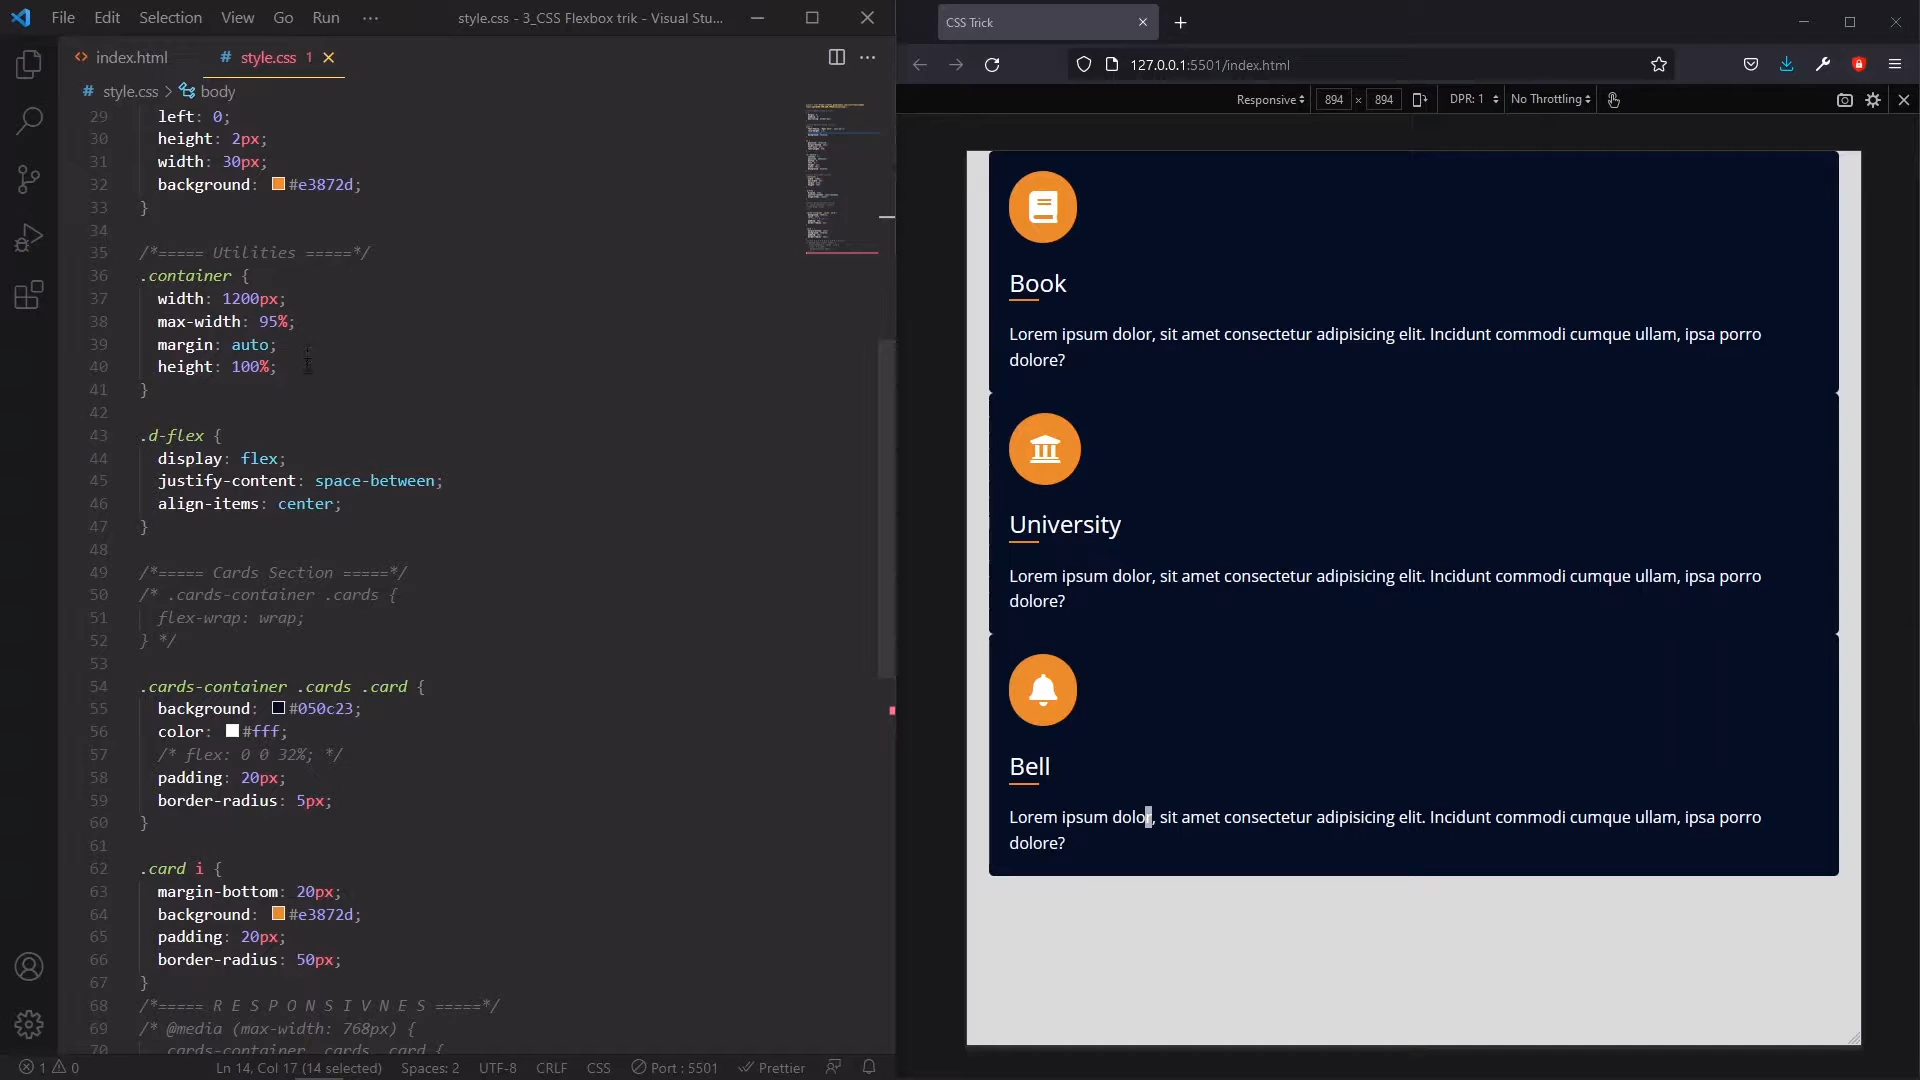 File Edit Selection View Go Run ··· style.css - 3_CSS Flexbox trik - Visual Stu...
index.html # style.css 1
# style.css > body
29 left: 0;
30 height: 2px;
31 width: 30px;
32 background: #e3872d;
33 }
34
35 /*===== Utilities =====*/
36 .container {
37 width: 1200px;
38 max-width: 95%;
39 margin: auto;
40 height: 100%;
41 }
42
43 .d-flex {
44 display: flex;
45 justify-content: space-between;
46 align-items: center;
47 }
48
49 /*===== Cards Section =====*/
50 /* .cards-container .cards {
51 flex-wrap: wrap;
52 } */
53
54 .cards-container .cards .card {
55 background: #050c23;
56 color: #fff;
57 /* flex: 0 0 32%; */
58 padding: 20px;
59 border-radius: 5px;
60 }
61
62 .card i {
63 margin-bottom: 20px;
64 background: #e3872d;
65 padding: 20px;
66 border-radius: 50px;
67 }
68 /*===== R E S P O N S I V N E S =====*/
69 /* @media (max-width: 768px) {
70 .cards-container .cards .card {
1 0 Ln 14, Col 17 (14 selected) Spaces: 2 UTF-8 CRLF CSS Port : 5501 Prettier
CSS Trick
127.0.0.1:5501/index.html
Responsive 894 × 894 DPR: 1 No Throttling
Book
Lorem ipsum dolor, sit amet consectetur adipisicing elit. Incidunt commodi cumque ullam, ipsa porro
dolore?
University
Lorem ipsum dolor, sit amet consectetur adipisicing elit. Incidunt commodi cumque ullam, ipsa porro
dolore?
Bell
Lorem ipsum dolor, sit amet consectetur adipisicing elit. Incidunt commodi cumque ullam, ipsa porro
dolore?